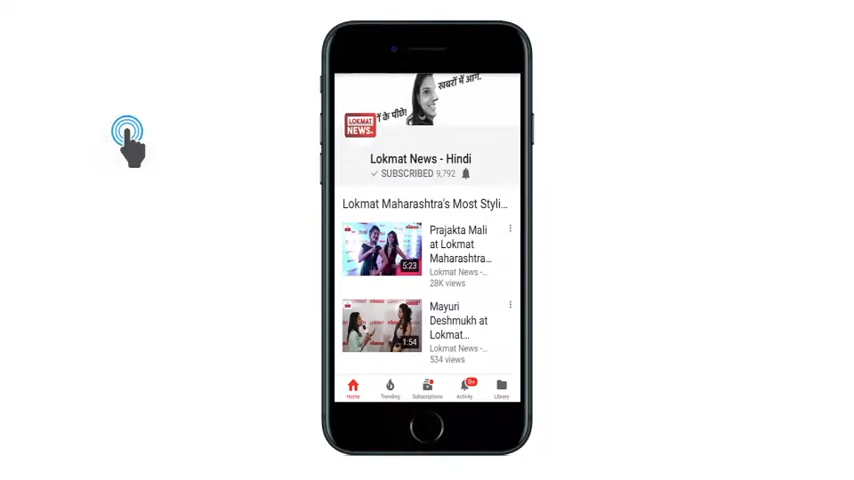 खबरों में आग.
के पीछे!
LOKMAT
NEWS
Lokmat News - Hindi
SUBSCRIBED 9,792
Lokmat Maharashtra's Most Styli...
Prajakta Mali
at Lokmat
Maharashtra...
Lokmat News -...
28K views
5:23
Mayuri
Deshmukh at
Lokmat...
Lokmat News -...
534 views
1:54
Home
Trending
Subscriptions
9+
Activity
Library